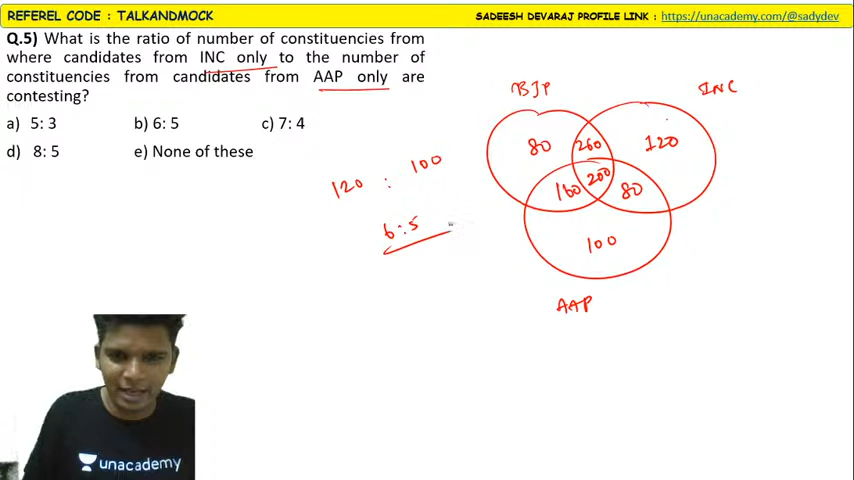 REFEREL CODE : TALKANDMOCK
SADEESH DEVARAJ PROFILE LINK : https://unacademy.com/@sadydev
Q.5) What is the ratio of number of constituencies from
where candidates from INC only to the number of
constituencies from candidates from AAP only are
contesting?
a) 5: 3 b) 6: 5 c) 7: 4
d) 8: 5 e) None of these
120 : 100
6:5
BJP
INC
80 260 120
160 200 80
100
AAP
unacademy